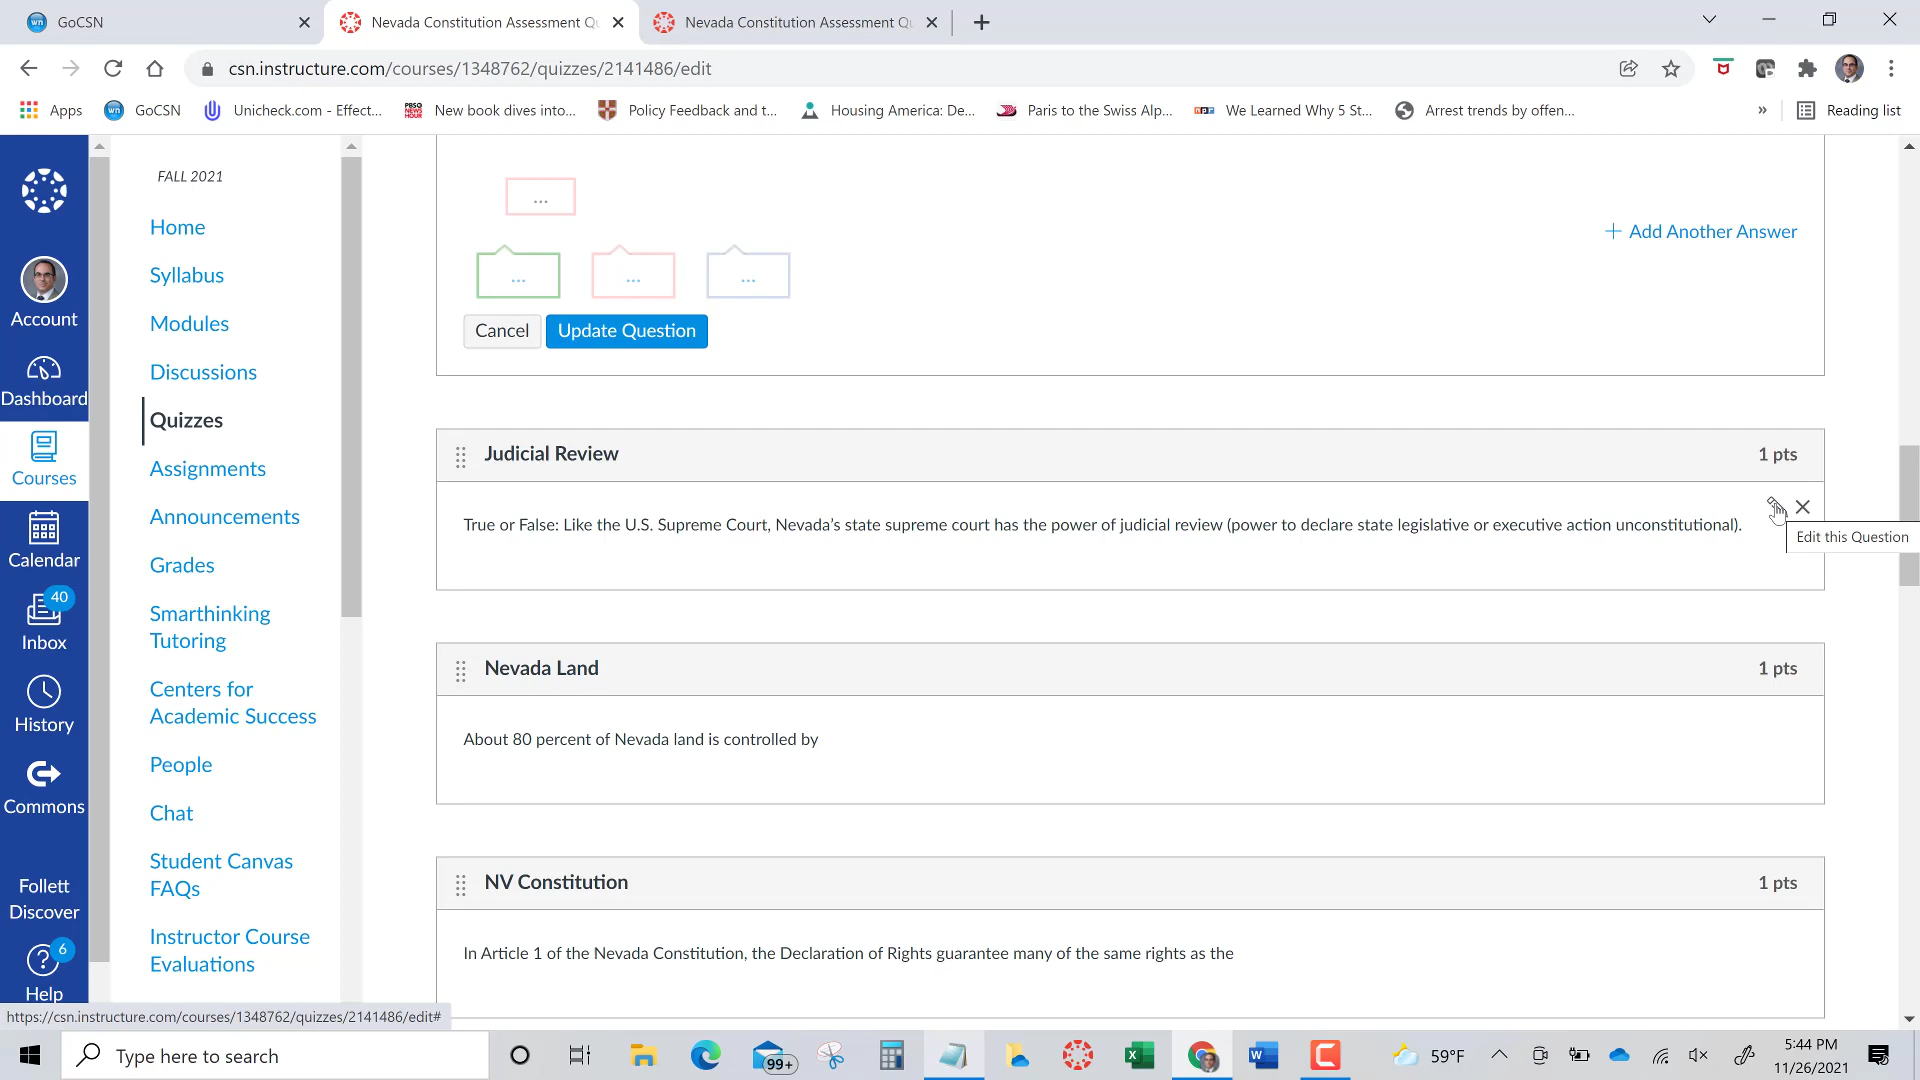 GoCSN
Nevada Constitution Assessment Qu
Nevada Constitution Assessment Qu
csn.instructure.com/courses/1348762/quizzes/2141486/edit
Apps
GoCSN
Unicheck.com - Effect...
PBSO NEWS HOUR
New book dives into...
Policy Feedback and t...
Housing America: De...
Paris to the Swiss Alp...
npr
We Learned Why 5 St...
Arrest trends by offen...
»
Reading list
Account
Dashboard
Courses
Calendar
40
Inbox
History
Commons
Follett
Discover
6
Help
FALL 2021
Home
Syllabus
Modules
Discussions
Quizzes
Assignments
Announcements
Grades
Smarthinking
Tutoring
Centers for
Academic Success
People
Chat
Student Canvas
FAQs
Instructor Course
Evaluations
...
+ Add Another Answer
... ... ...
Cancel
Update Question
Judicial Review
1 pts
True or False: Like the U.S. Supreme Court, Nevada’s state supreme court has the power of judicial review (power to declare state legislative or executive action unconstitutional).
Edit this Question
Nevada Land
1 pts
About 80 percent of Nevada land is controlled by
NV Constitution
1 pts
In Article 1 of the Nevada Constitution, the Declaration of Rights guarantee many of the same rights as the
https://csn.instructure.com/courses/1348762/quizzes/2141486/edit#
Type here to search
99+
59°F
5:44 PM
11/26/2021